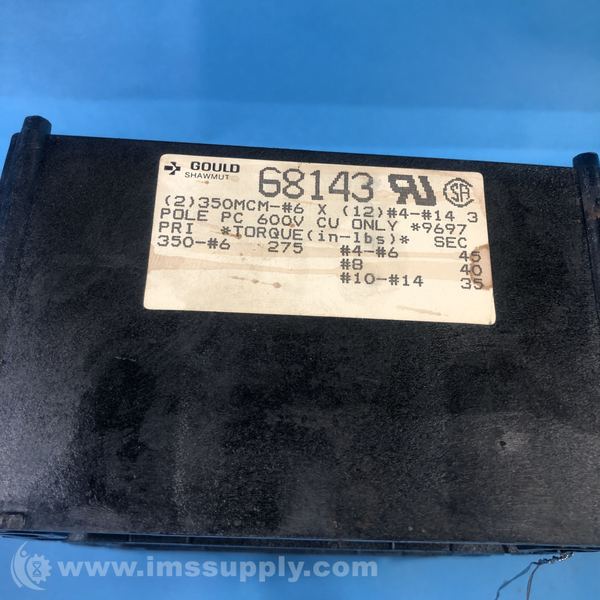 GOULD
SHAWMUT
68143
(2)350MCM-#6 X (12)#4-#14 3
POLE PC 600V CU ONLY *9697
PRI *TORQUE(in-lbs)* SEC
350-#6 275 #4-#6 45
#8 40
#10-#14 35
www.imssupply.com